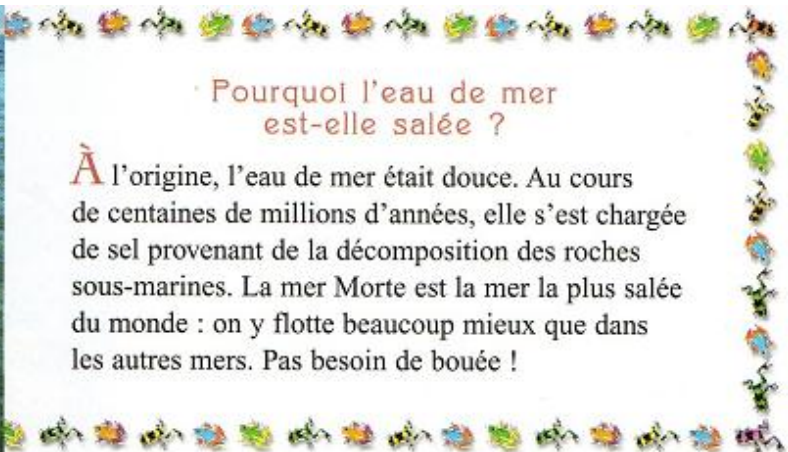 Pourquoi l'eau de mer
est-elle salée ?
À l'origine, l'eau de mer était douce. Au cours
de centaines de millions d'années, elle s'est chargée
de sel provenant de la décomposition des roches
sous-marines. La mer Morte est la mer la plus salée
du monde : on y flotte beaucoup mieux que dans
les autres mers. Pas besoin de bouée !